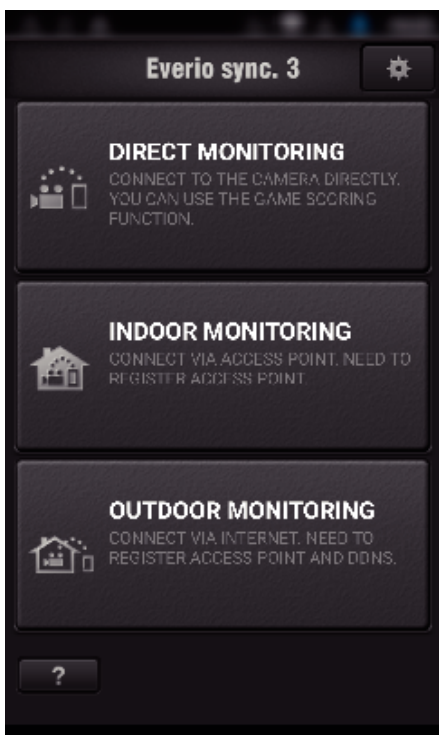 Everio sync. 3
DIRECT MONITORING
CONNECT TO THE CAMERA DIRECTLY.
YOU CAN USE THE GAME SCORING
FUNCTION.
INDOOR MONITORING
CONNECT VIA ACCESS POINT. NEED TO
REGISTER ACCESS POINT.
OUTDOOR MONITORING
CONNECT VIA INTERNET. NEED TO
REGISTER ACCESS POINT AND DDNS.
?